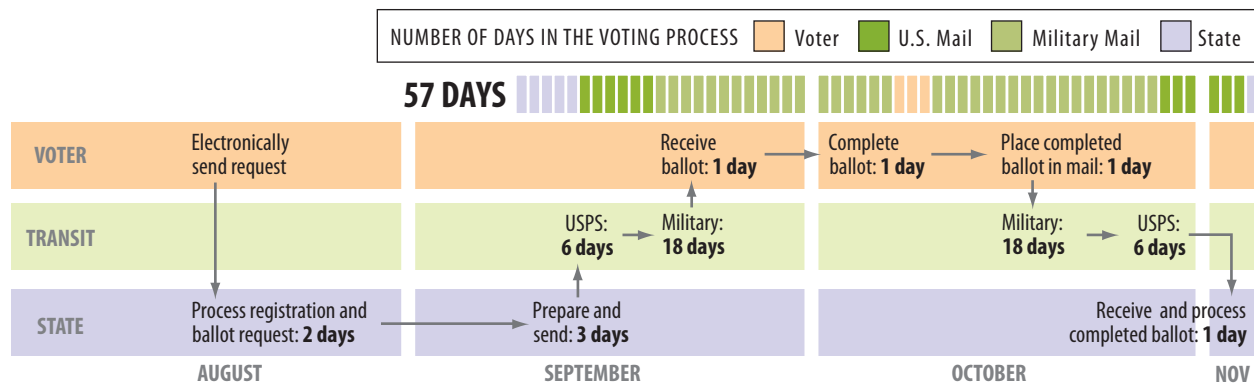 NUMBER OF DAYS IN THE VOTING PROCESS Voter U.S. Mail Military Mail State
57 DAYS
VOTER
Electronically
send request
Receive
ballot: 1 day
Complete
ballot: 1 day
Place completed
ballot in mail: 1 day
TRANSIT
USPS:
6 days
Military:
18 days
Military:
18 days
USPS:
6 days
STATE
Process registration and
ballot request: 2 days
Prepare and
send: 3 days
Receive and process
completed ballot: 1 day
AUGUST
SEPTEMBER
OCTOBER
NOV